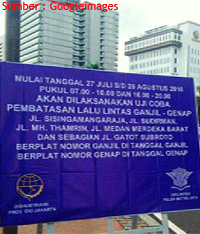 Sumber : Googleimages
MULAI TANGGAL 27 JULI S/D 26 AGUSTUS 2016
PUKUL 07.00 - 10.00 DAN 16.00 - 20.00
AKAN DILAKSANAKAN UJI COBA
PEMBATASAN LALU LINTAS GANJIL - GENAP
JL. SISINGAMANGARAJA, JL. SUDIRMAN,
JL. MH. THAMRIN, JL. MEDAN MERDEKA BARAT
DAN SEBAGIAN JL. GATOT SUBROTO
BERPLAT NOMOR GANJIL DI TANGGAL GANJIL
BERPLAT NOMOR GENAP DI TANGGAL GENAP
DISHUBTRANS
PROV. DKI JAKARTA
DIRLANTAS
POLDA METRO JAYA